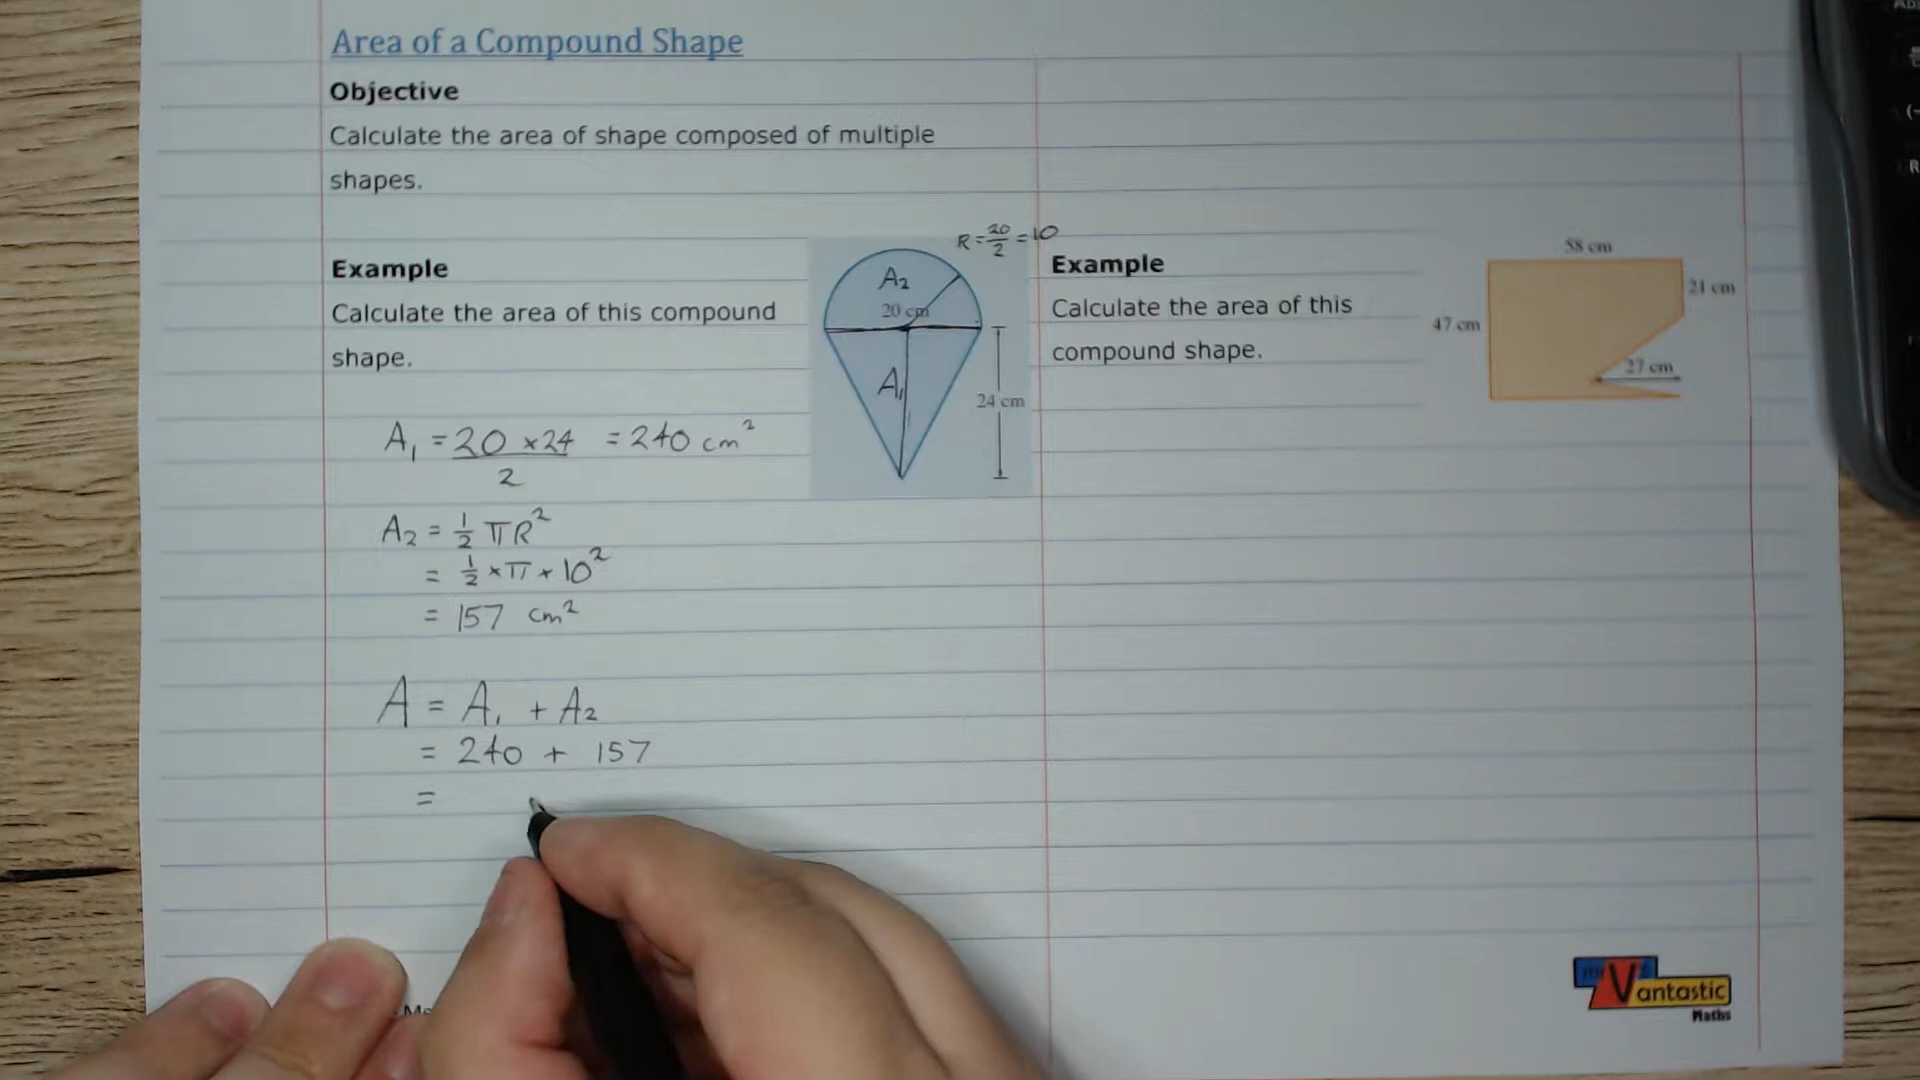 Area of a Compound Shape
Objective
Calculate the area of shape composed of multiple
shapes.
Example
Calculate the area of this compound
shape.
R = 20/2 = 10
A₂
20 cm
A₁
24 cm
A₁ = 20 × 24 / 2 = 240 cm²
A₂ = 1/2 πR²
= 1/2 × π × 10²
= 157 cm²
A = A₁ + A₂
= 240 + 157
=
Example
Calculate the area of this
compound shape.
58 cm
21 cm
47 cm
27 cm
Vantastic
Maths